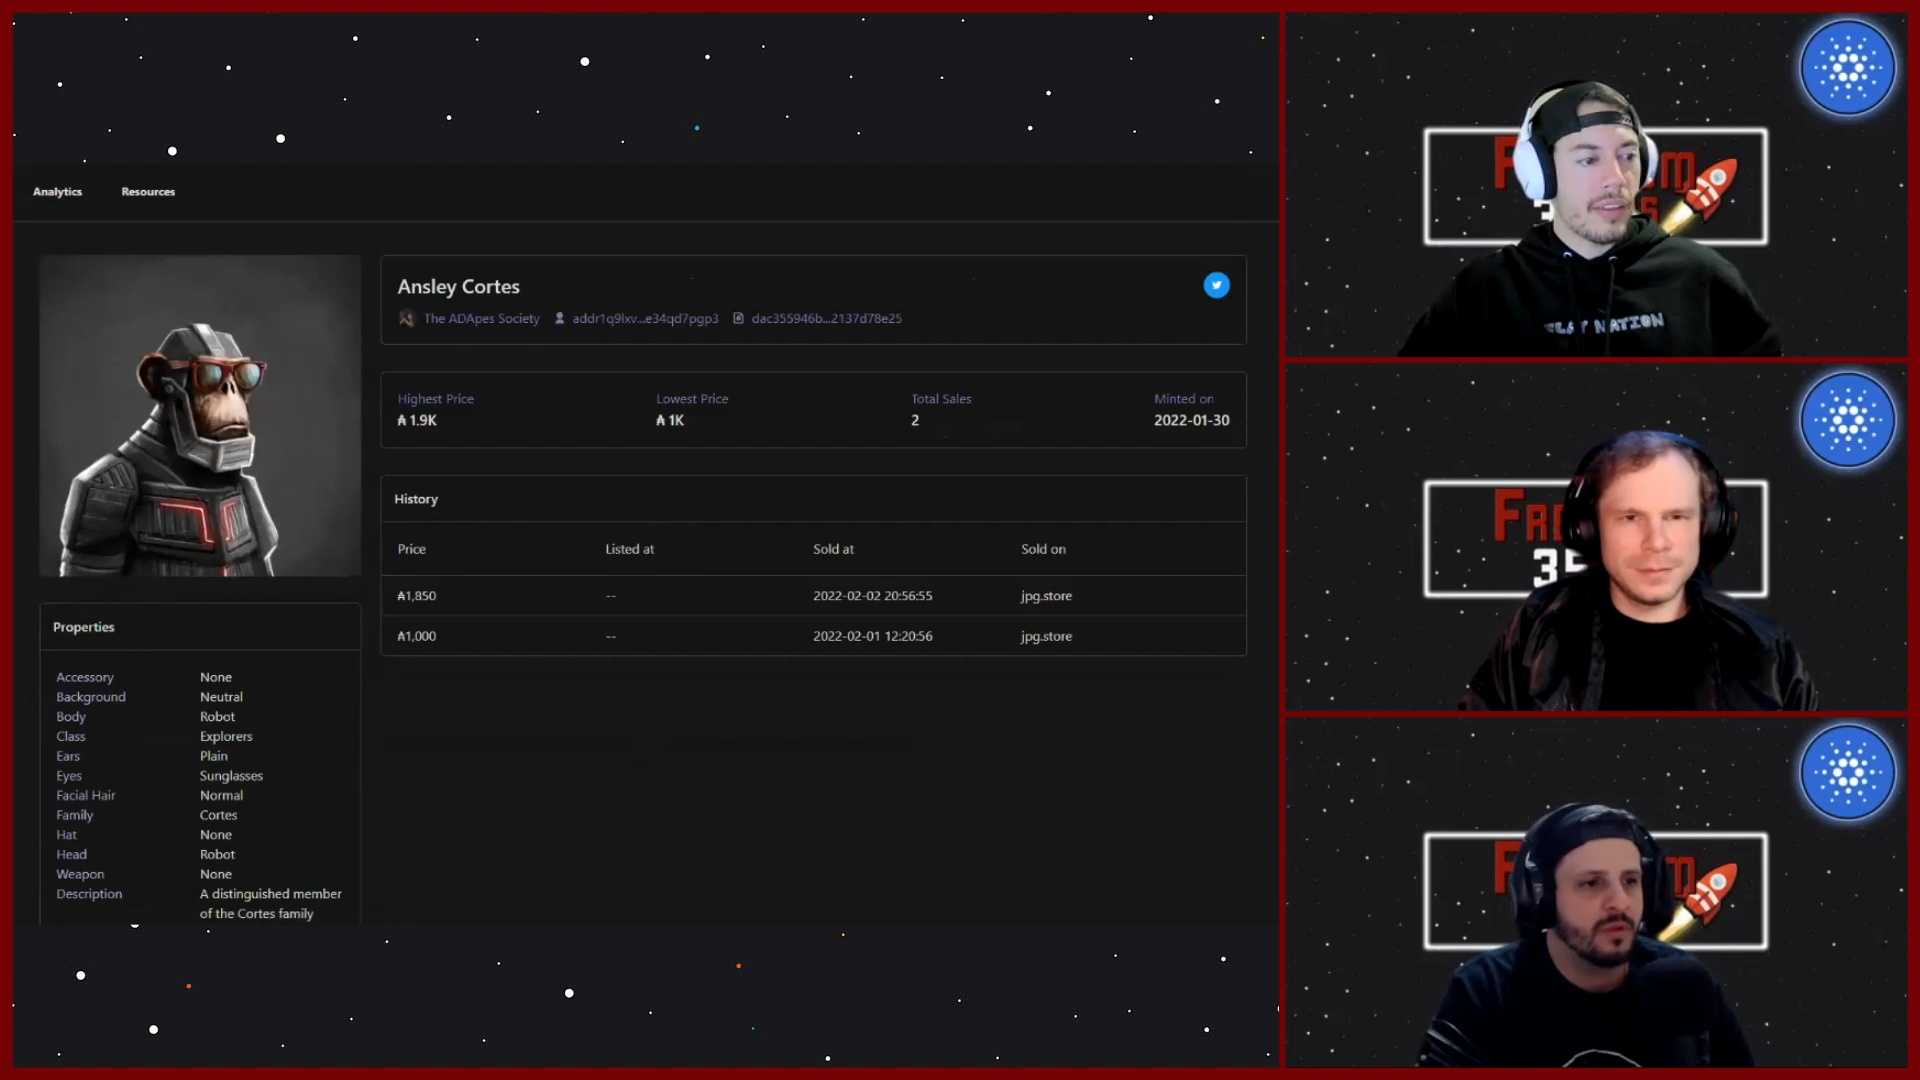 Analytics Resources
Ansley Cortes
The ADApes Society addr1q9lxv...e34qd7pgp3 dac355946b...2137d78e25
Highest Price Lowest Price Total Sales Minted on
₳ 1.9K ₳ 1K 2 2022-01-30
History
Price Listed at Sold at Sold on
₳1,850 -- 2022-02-02 20:56:55 jpg.store
₳1,000 -- 2022-02-01 12:20:56 jpg.store
Properties
Accessory None
Background Neutral
Body Robot
Class Explorers
Ears Plain
Eyes Sunglasses
Facial Hair Normal
Family Cortes
Hat None
Head Robot
Weapon None
Description A distinguished member
of the Cortes family
CLAY NATION